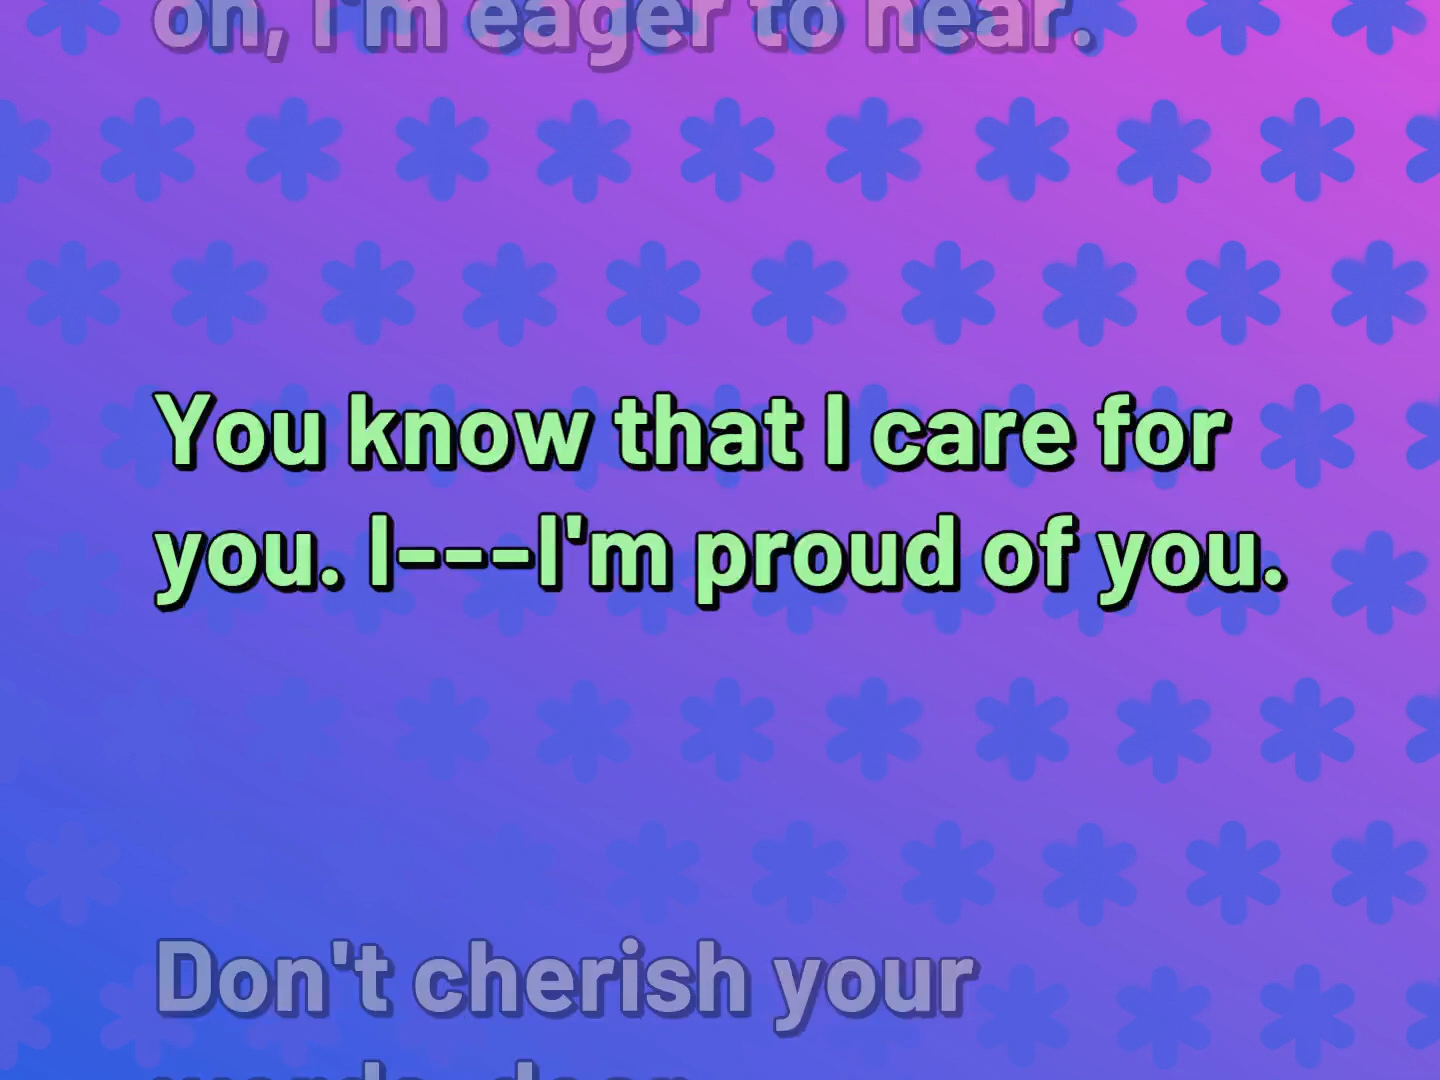 on, I'm eager to hear.
You know that I care for
you. I---I'm proud of you.
Don't cherish your